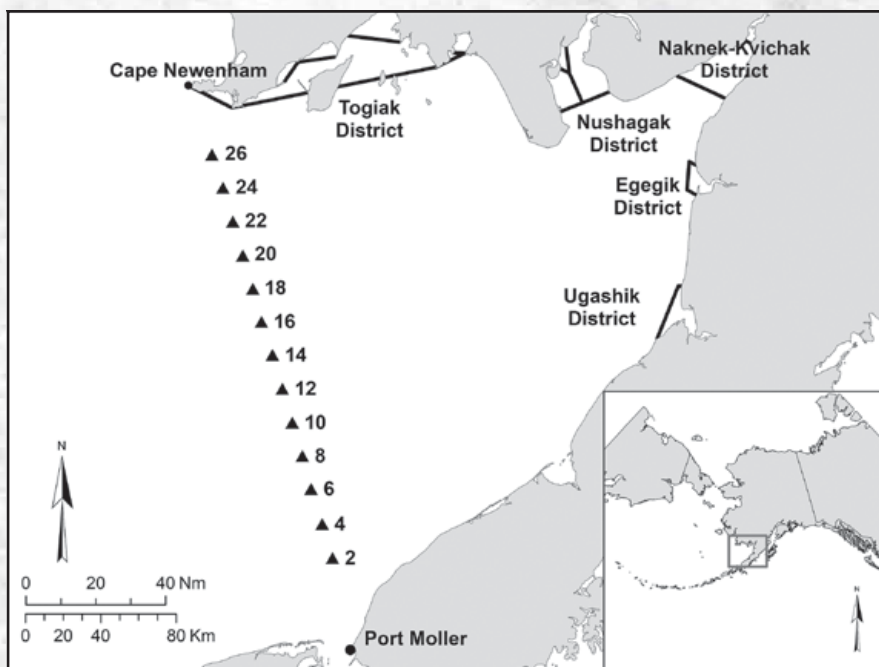 Cape Newenham
Naknek-Kvichak
District
Togiak
District
Nushagak
District
Egegik
District
Ugashik
District
26
24
22
20
18
16
14
12
10
8
6
4
2
N
0 20 40 Nm
0 20 40 80 Km
Port Moller
N